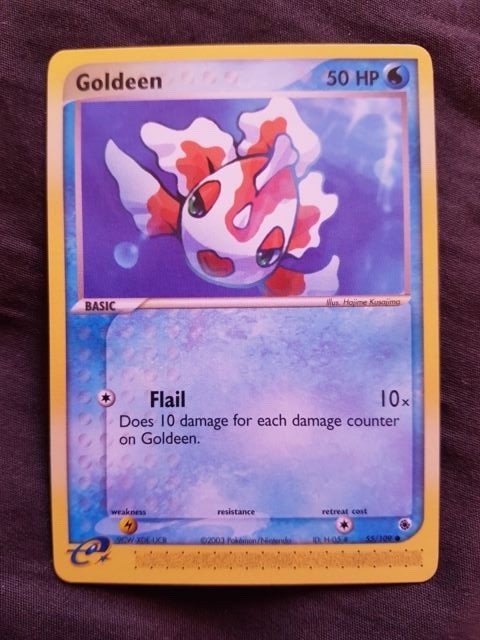 Goldeen 50 HP
BASIC
Illus. Hajime Kusajima
Flail 10x
Does 10 damage for each damage counter
on Goldeen.
weakness resistance retreat cost
©2003 Pokémon/Nintendo 55/109